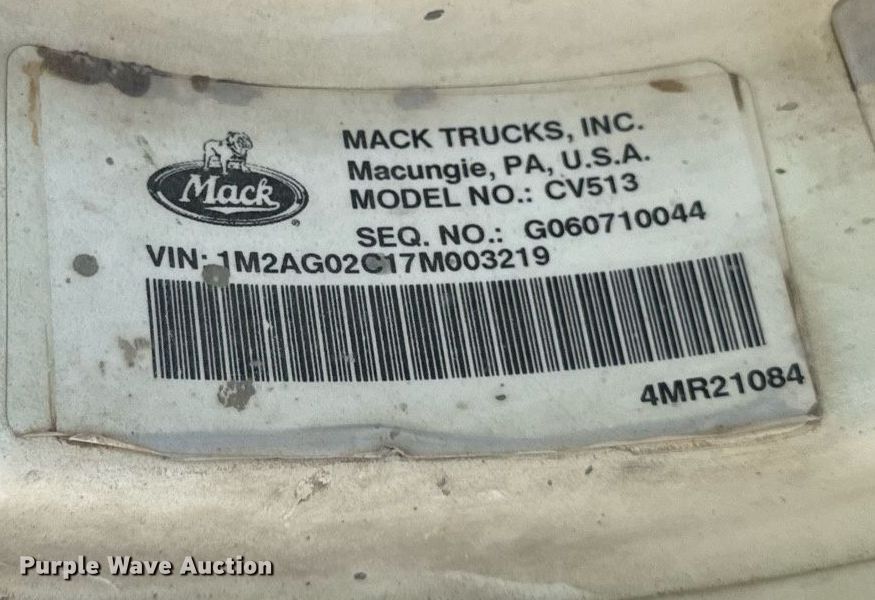 Mack
MACK TRUCKS, INC.
Macungie, PA, U.S.A.
MODEL NO.: CV513
SEQ. NO.: G060710044
VIN: 1M2AG02C17M003219
4MR21084
Purple Wave Auction